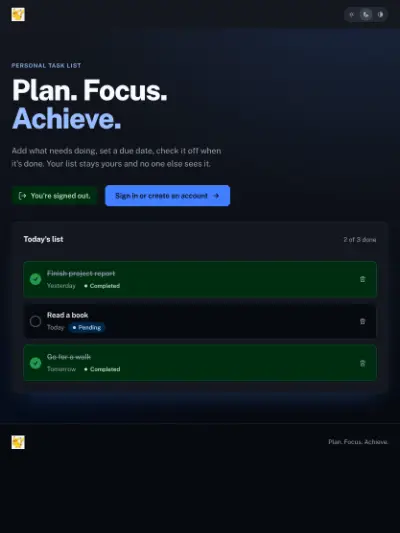 PERSONAL TASK LIST
Plan. Focus.
Achieve.
Add what needs doing, set a due date, check it off when
it's done. Your list stays yours and no one else sees it.
You're signed out.
Sign in or create an account →
Today's list
2 of 3 done
Finish project report
Yesterday
Completed
Read a book
Today
Pending
Go for a walk
Tomorrow
Completed
Plan. Focus. Achieve.